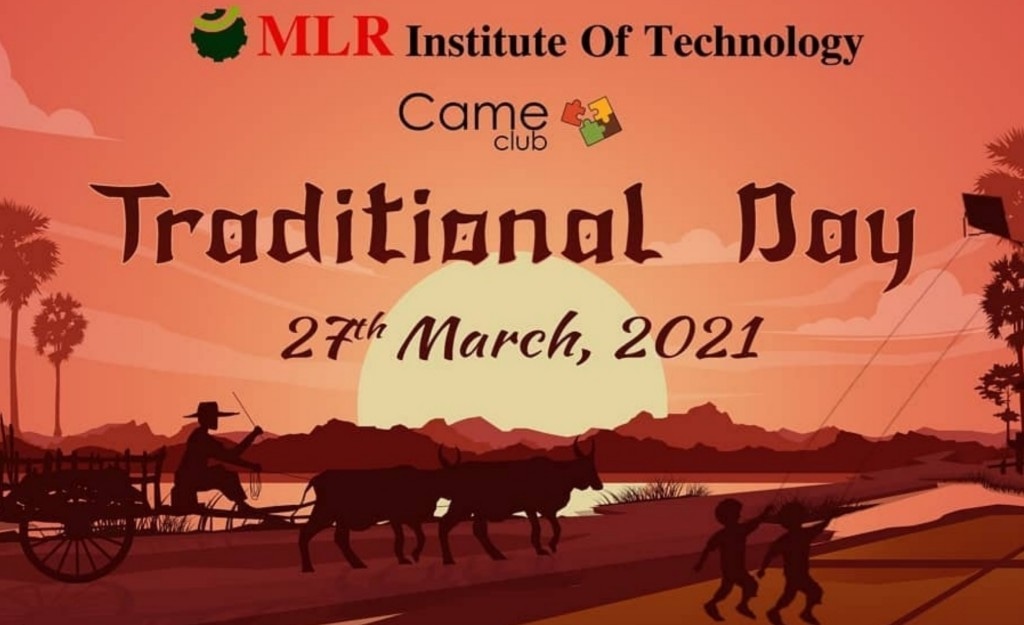 MLR Institute Of Technology
Came
club
Traditional Day
27th March, 2021